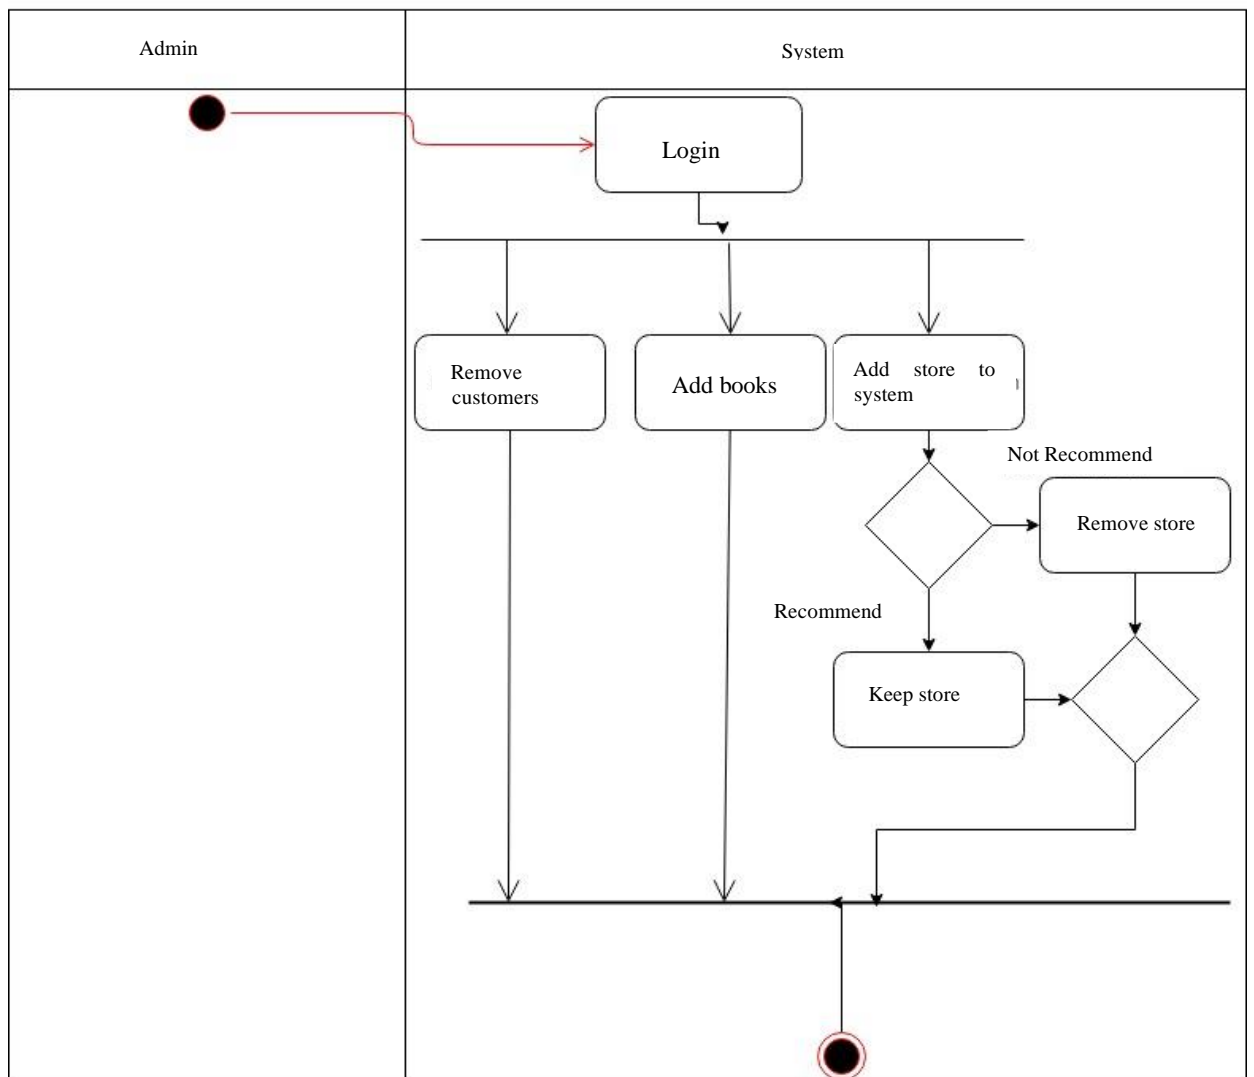 Admin
System
Login
Remove
customers
Add books
Add store to
system
Not Recommend
Remove store
Recommend
Keep store